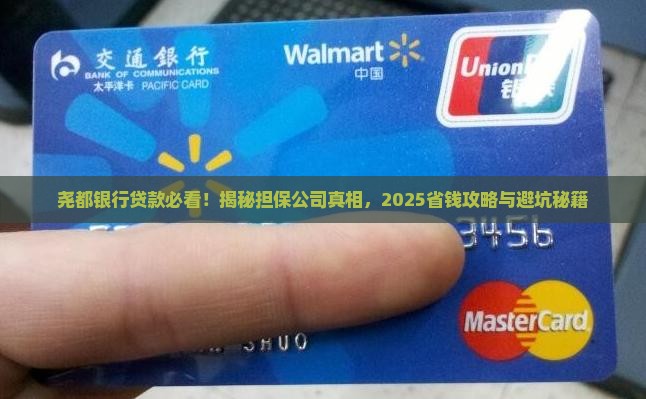 交通銀行
BANK OF COMMUNICATIONS
太平洋卡 PACIFIC CARD
Walmart
中国
Union
银
尧都银行贷款必看！揭秘担保公司真相，2025省钱攻略与避坑秘籍
3456
SHUO
MasterCard